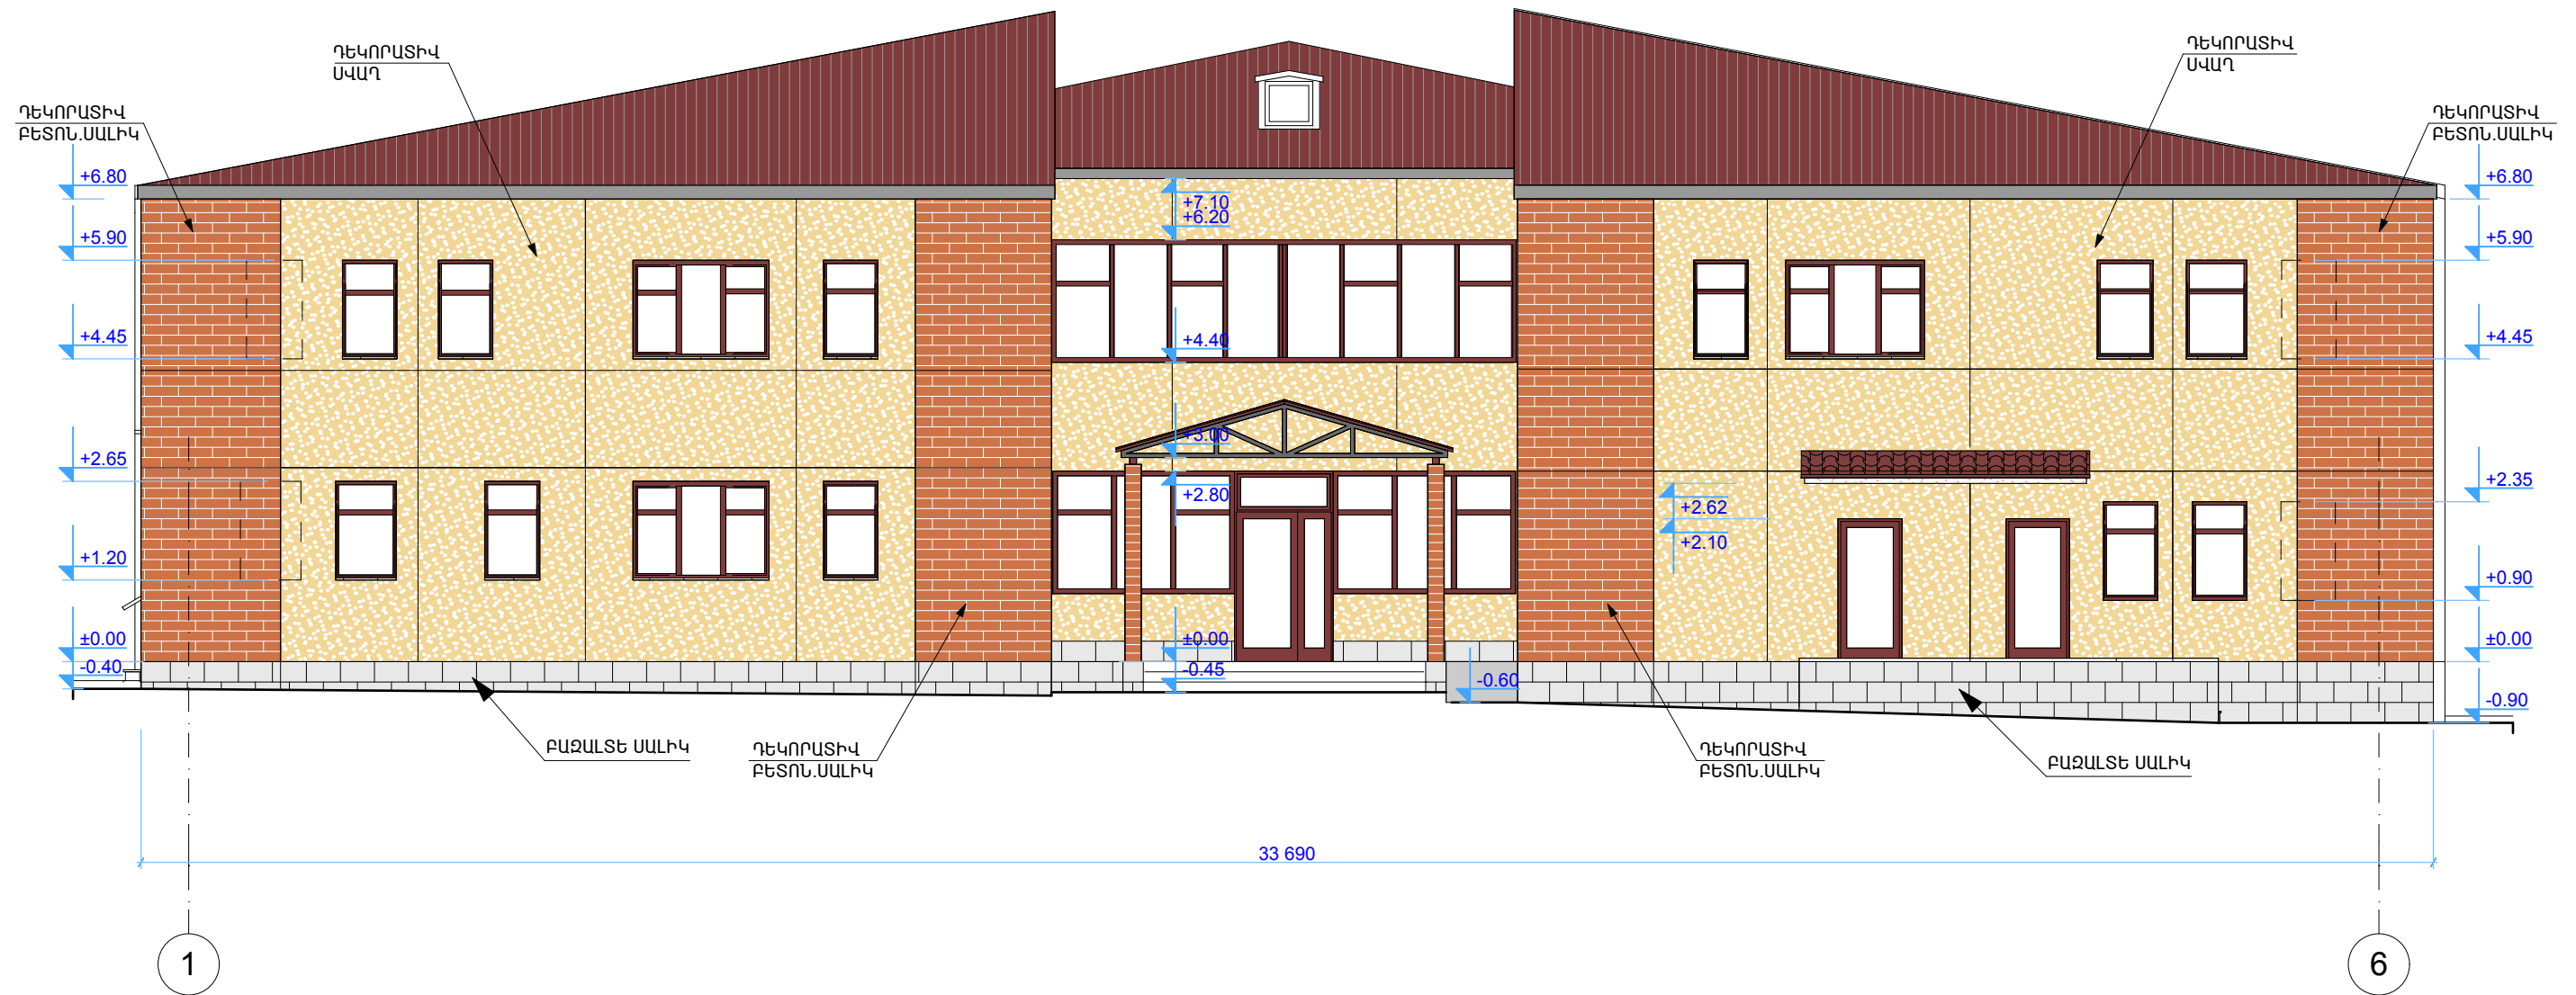 ԴԵԿՈՐԱՏԻՎ
ՍՎԱՂ
ԴԵԿՈՐԱՏԻՎ
ՍՎԱՂ
ԴԵԿՈՐԱՏԻՎ
ԲԵՏՈՆ.ՍԱԼԻԿ
ԴԵԿՈՐԱՏԻՎ
ԲԵՏՈՆ.ՍԱԼԻԿ
+6.80
+5.90
+4.45
+2.65
+1.20
±0.00
-0.40
+7.10
+6.20
+4.40
+3.00
+2.80
±0.00
-0.45
-0.60
+2.62
+2.10
+6.80
+5.90
+4.45
+2.35
+0.90
±0.00
-0.90
ԲԱԶԱԼՏԵ ՍԱԼԻԿ
ԴԵԿՈՐԱՏԻՎ
ԲԵՏՈՆ.ՍԱԼԻԿ
ԴԵԿՈՐԱՏԻՎ
ԲԵՏՈՆ.ՍԱԼԻԿ
ԲԱԶԱԼՏԵ ՍԱԼԻԿ
33 690
1
6